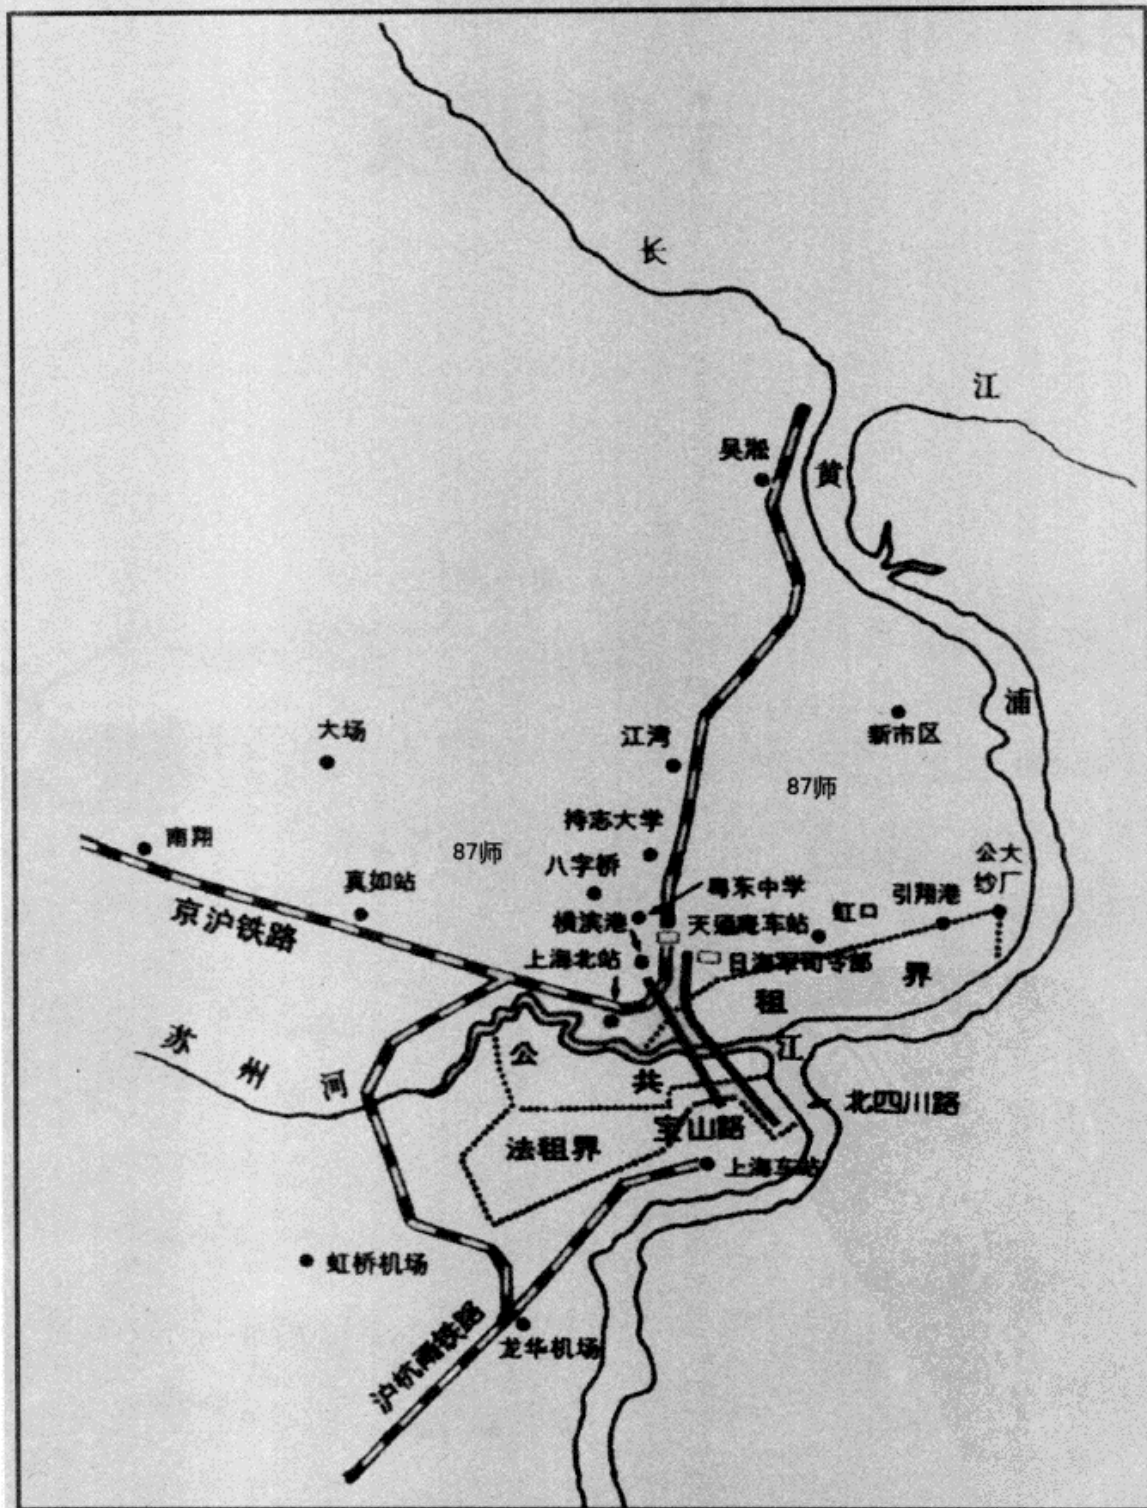 长
江
吴淞
黄
浦
大场
江湾
新市区
87师
南翔
持志大学
87师
八字桥
公大
纱厂
真如站
粤东中学
引翔港
虹口
京沪铁路
横滨港
天通庵车站
上海北站
日海军司令部
界
租
苏
州
河
公
共
江
北四川路
宝山路
法租界
上海车站
虹桥机场
沪杭甬铁路
龙华机场